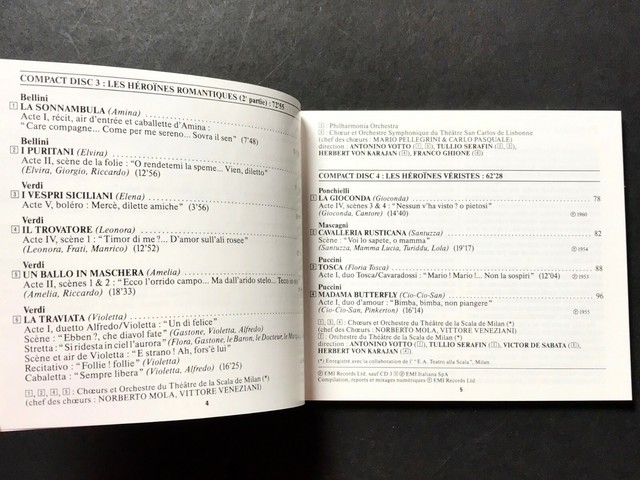 COMPACT DISC 3 : LES HÉROÏNES ROMANTIQUES (2e partie) : 72'55
Bellini
1 LA SONNAMBULA (Amina)
Acte I, récit, air d'entrée et caballette d'Amina :
"Care compagne... Come per me sereno... Sovra il sen" (7'48)
Bellini
2 I PURITANI (Elvira)
Acte II, scène de la folie : "O rendetemi la speme... Vien, diletto"
(Elvira, Giorgio, Riccardo) (12'56)
Verdi
3 I VESPRI SICILIANI (Elena)
Acte V, boléro : Mercè, dilette amiche" (3'56)
Verdi
4 IL TROVATORE (Leonora)
Acte IV, scène 1 : "Timor di me?... D'amor sull'ali rosee"
(Leonora, Frati, Manrico) (12'52)
Verdi
5 UN BALLO IN MASCHERA (Amelia)
Acte II, scènes 1 & 2 : "Ecco l'orrido campo... Ma dall'arido stelo...
(Amelia, Riccardo) (18'33)
Verdi
6 LA TRAVIATA (Violetta)
Acte I, duetto Alfredo/Violetta : "Un dì felice"
Scène : "Ebben?, che diavol fate" (Gastone, Violetta, Alfredo)
Stretta : "Si ridesta in ciel l'aurora" (Flora, Gastone, le Baron, le Docteur, le
Scène et air de Violetta : "E strano! Ah, fors'è lui"
Recitativo : "Follie! follie" (Violetta)
Cabaletta : "Sempre libera" (Violetta, Alfredo) (16'25)
1, 3, 4, 5 : Chœurs et Orchestre du Théâtre de la Scala de Milan (*)
(chef des chœurs : NORBERTO MOLA, VITTORE VENEZIANI)
4
: Philharmonia Orchestra
: Chœur et Orchestre Symphonique du Théâtre San Carlos de Lisbonne
(chef des chœurs : MARIO PELLEGRINI & CARLO PASQUALE)
direction : ANTONINO VOTTO TULLIO SERAFIN
HERBERT VON KARAJAN FRANCO GHIONE
COMPACT DISC 4 : LES HÉROÏNES VÉRISTES : 62'28
Ponchielli
1 LA GIOCONDA (Gioconda) 78
Acte IV, scènes 3 & 4 : "Nessun v'ha visto? o pietosi"
(Gioconda, Cantore) (14'40) ℗ 1960
Mascagni
2 CAVALLERIA RUSTICANA (Santuzza) 82
Scène : "Voi lo sapete, o mamma"
(Santuzza, Mamma Lucia, Turiddu, Lola) (19'17) ℗ 1954
Puccini
3 TOSCA (Floria Tosca) 88
Acte I, duo Tosca/Cavaradossi : "Mario! Mario!... Non la sospiri" (12'04) ℗ 1953
Puccini
4 MADAMA BUTTERFLY (Cio-Cio-San) 96
Acte I, duo d'amour : "Bimba, bimba, non piangere"
(Cio-Cio-San, Pinkerton) (16'14) ℗ 1955
: Chœurs et Orchestre du Théâtre de la Scala de Milan (*)
(chef des Chœurs : NORBERTO MOLA, VITTORE VENEZIANI)
: Orchestre du Théâtre de la Scala de Milan (*)
direction : ANTONINO VOTTO TULLIO SERAFIN VICTOR DE SABATA
HERBERT VON KARAJAN
(*) Enregistré avec la collaboration de l'"E.A. Teatro alla Scala", Milan
℗ EMI Records Ltd. sauf CD 3 ℗ EMI Italiana SpA
Compilation, reports et mixages numériques ℗ EMI Records Ltd.
5